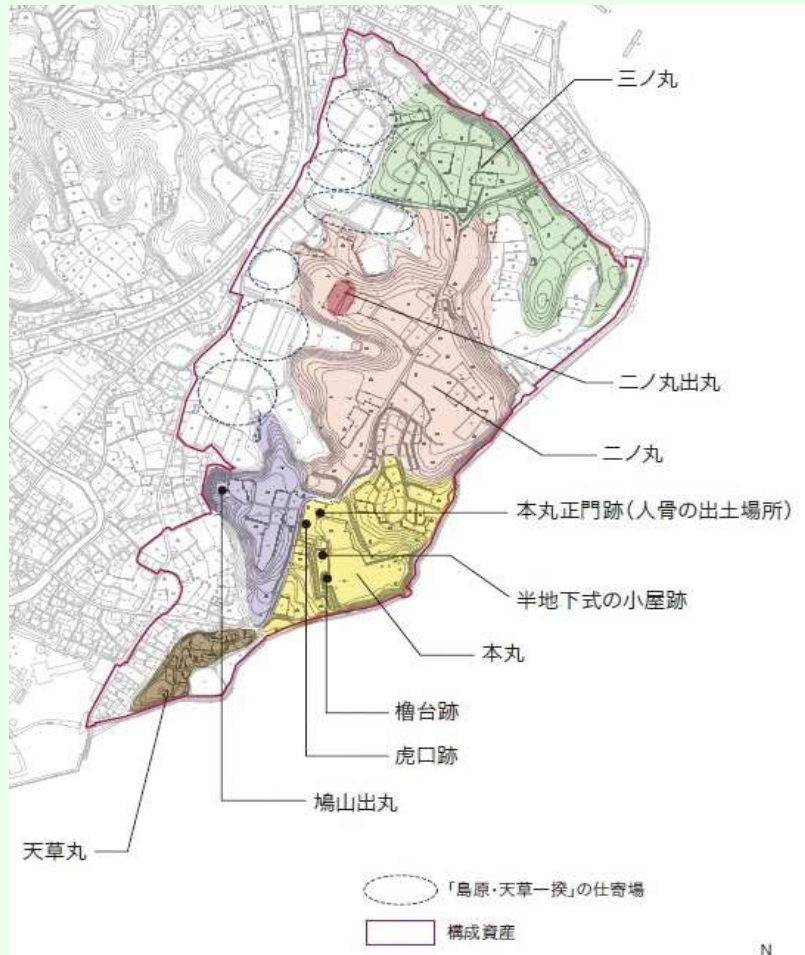 三ノ丸
二ノ丸出丸
二ノ丸
本丸正門跡(人骨の出土場所)
半地下式の小屋跡
本丸
櫓台跡
虎口跡
鳩山出丸
天草丸
「島原・天草一揆」の仕寄場
構成資産
N